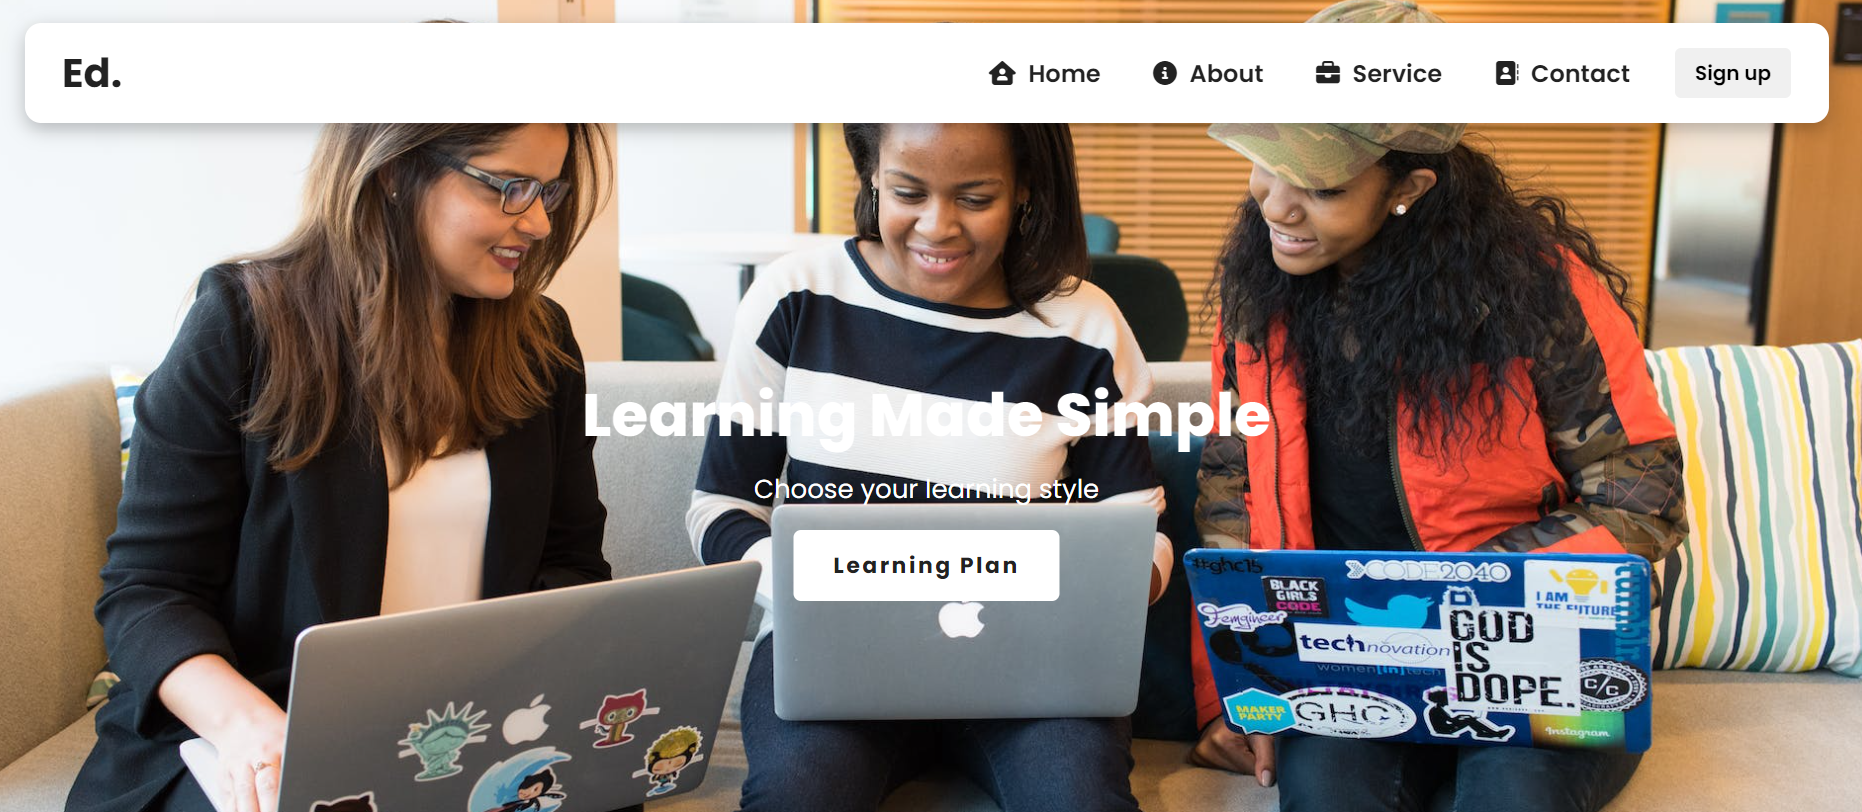 Ed.
Home
About
Service
Contact
Sign up
Learning Made Simple
Choose your learning style
Learning Plan
#ghc15
CODE2040
BLACK
GIRLS
CODE
I AM
THE FUTURE
Femgineer
technovation
women[in]tech
GOD
IS
DOPE.
C/C
MAKER
PARTY
GHC
Instagram